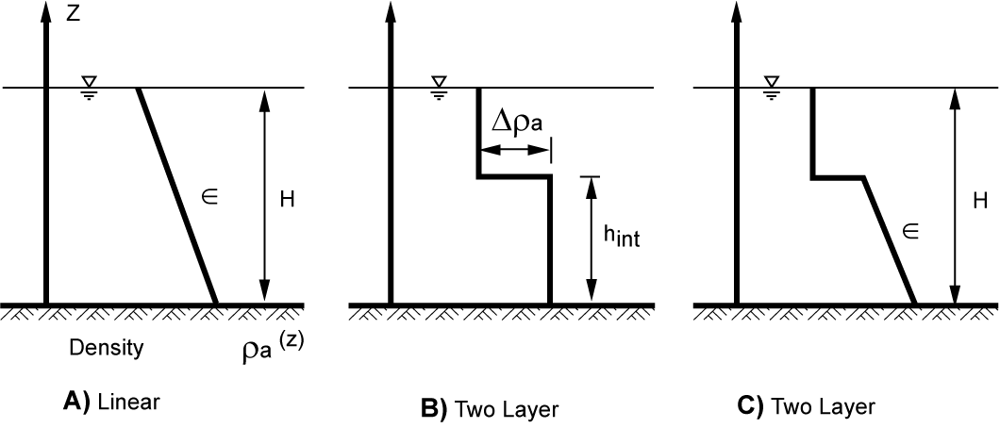 Z
∈
H
Density
ρa (z)
A) Linear
Δρa
hint
B) Two Layer
∈
H
C) Two Layer